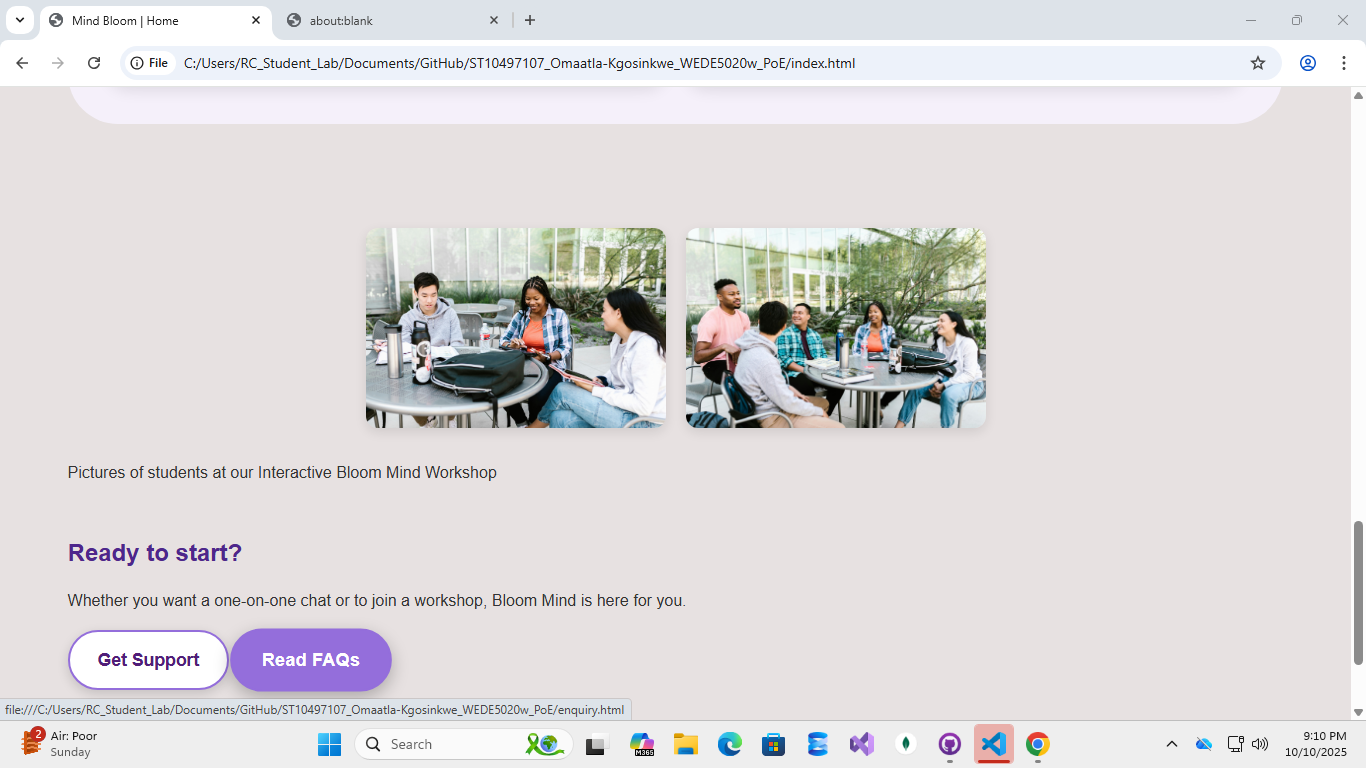 Mind Bloom | Home
about:blank
File
C:/Users/RC_Student_Lab/Documents/GitHub/ST10497107_Omaatla-Kgosinkwe_WEDE5020w_PoE/index.html
Pictures of students at our Interactive Bloom Mind Workshop
Ready to start?
Whether you want a one-on-one chat or to join a workshop, Bloom Mind is here for you.
Get Support
Read FAQs
file:///C:/Users/RC_Student_Lab/Documents/GitHub/ST10497107_Omaatla-Kgosinkwe_WEDE5020w_PoE/enquiry.html
2
Air: Poor
Sunday
Search
M365
9:10 PM
10/10/2025